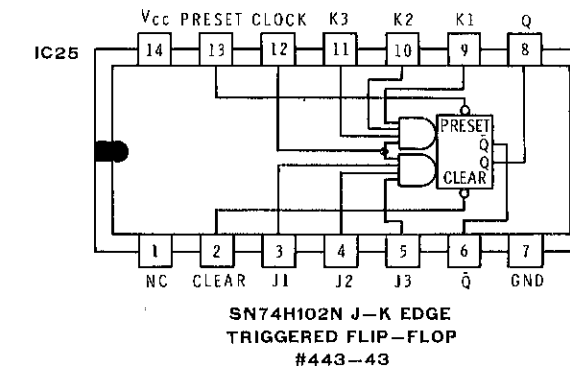 VCC PRESET CLOCK K3 K2 K1 Q
IC25
14 13 12 11 10 9 8
PRESET
Q̄
Q
CLEAR
1 2 3 4 5 6 7
NC CLEAR J1 J2 J3 Q̄ GND
SN74H102N J-K EDGE
TRIGGERED FLIP-FLOP
#443-43